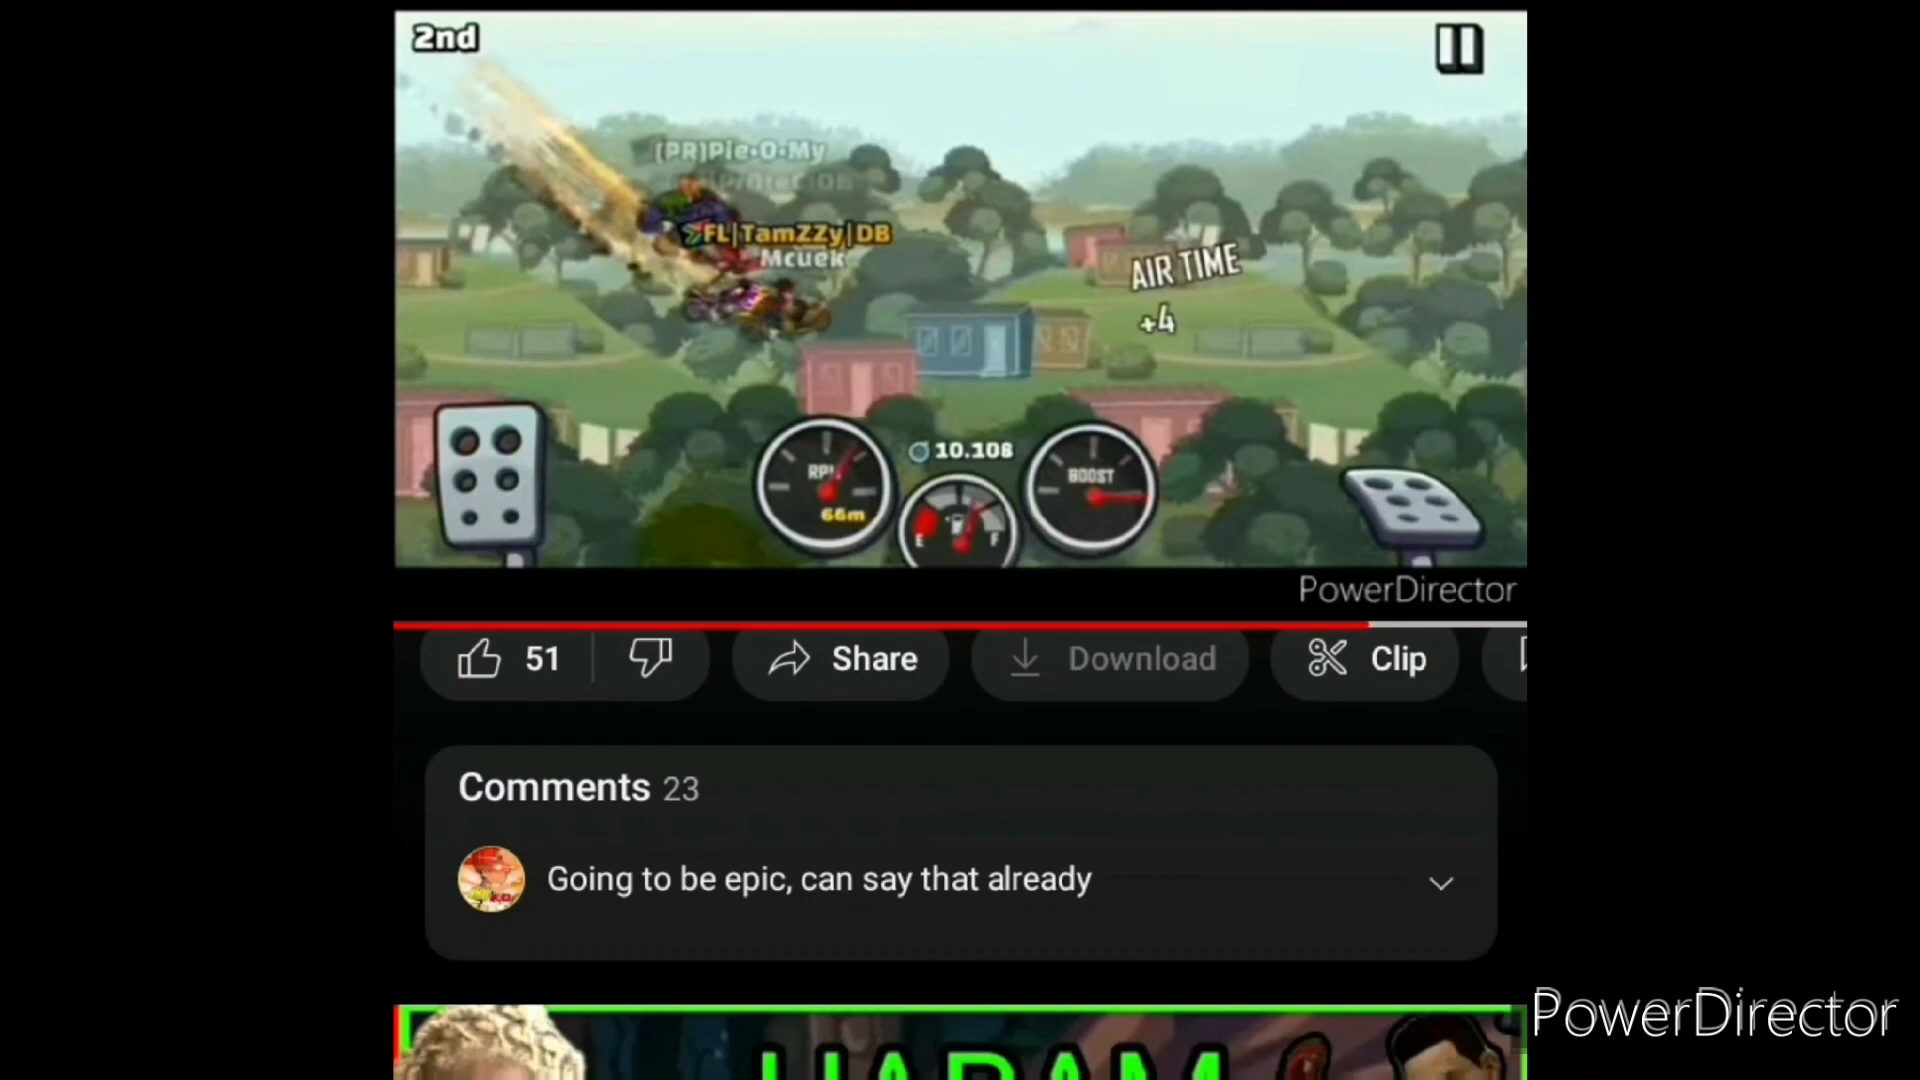 2nd
[PR]Pie•O•My
FL|TamZZy|DB
Mcuek
AIR TIME
+4
RPM
66m
10.108
E
F
BOOST
PowerDirector
51
Share
Download
Clip
Comments 23
Going to be epic, can say that already
PowerDirector
HARAM